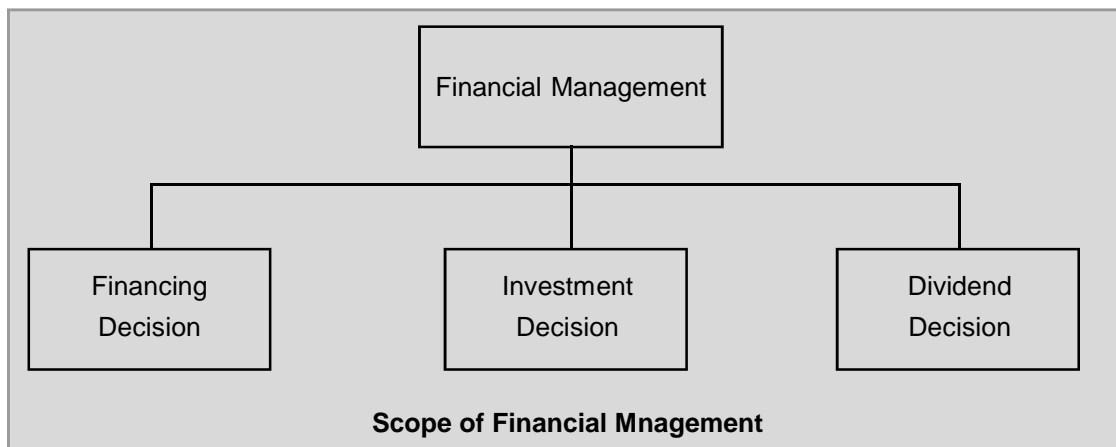 Financial Management
Financing
Decision
Investment
Decision
Dividend
Decision
Scope of Financial Mnagement